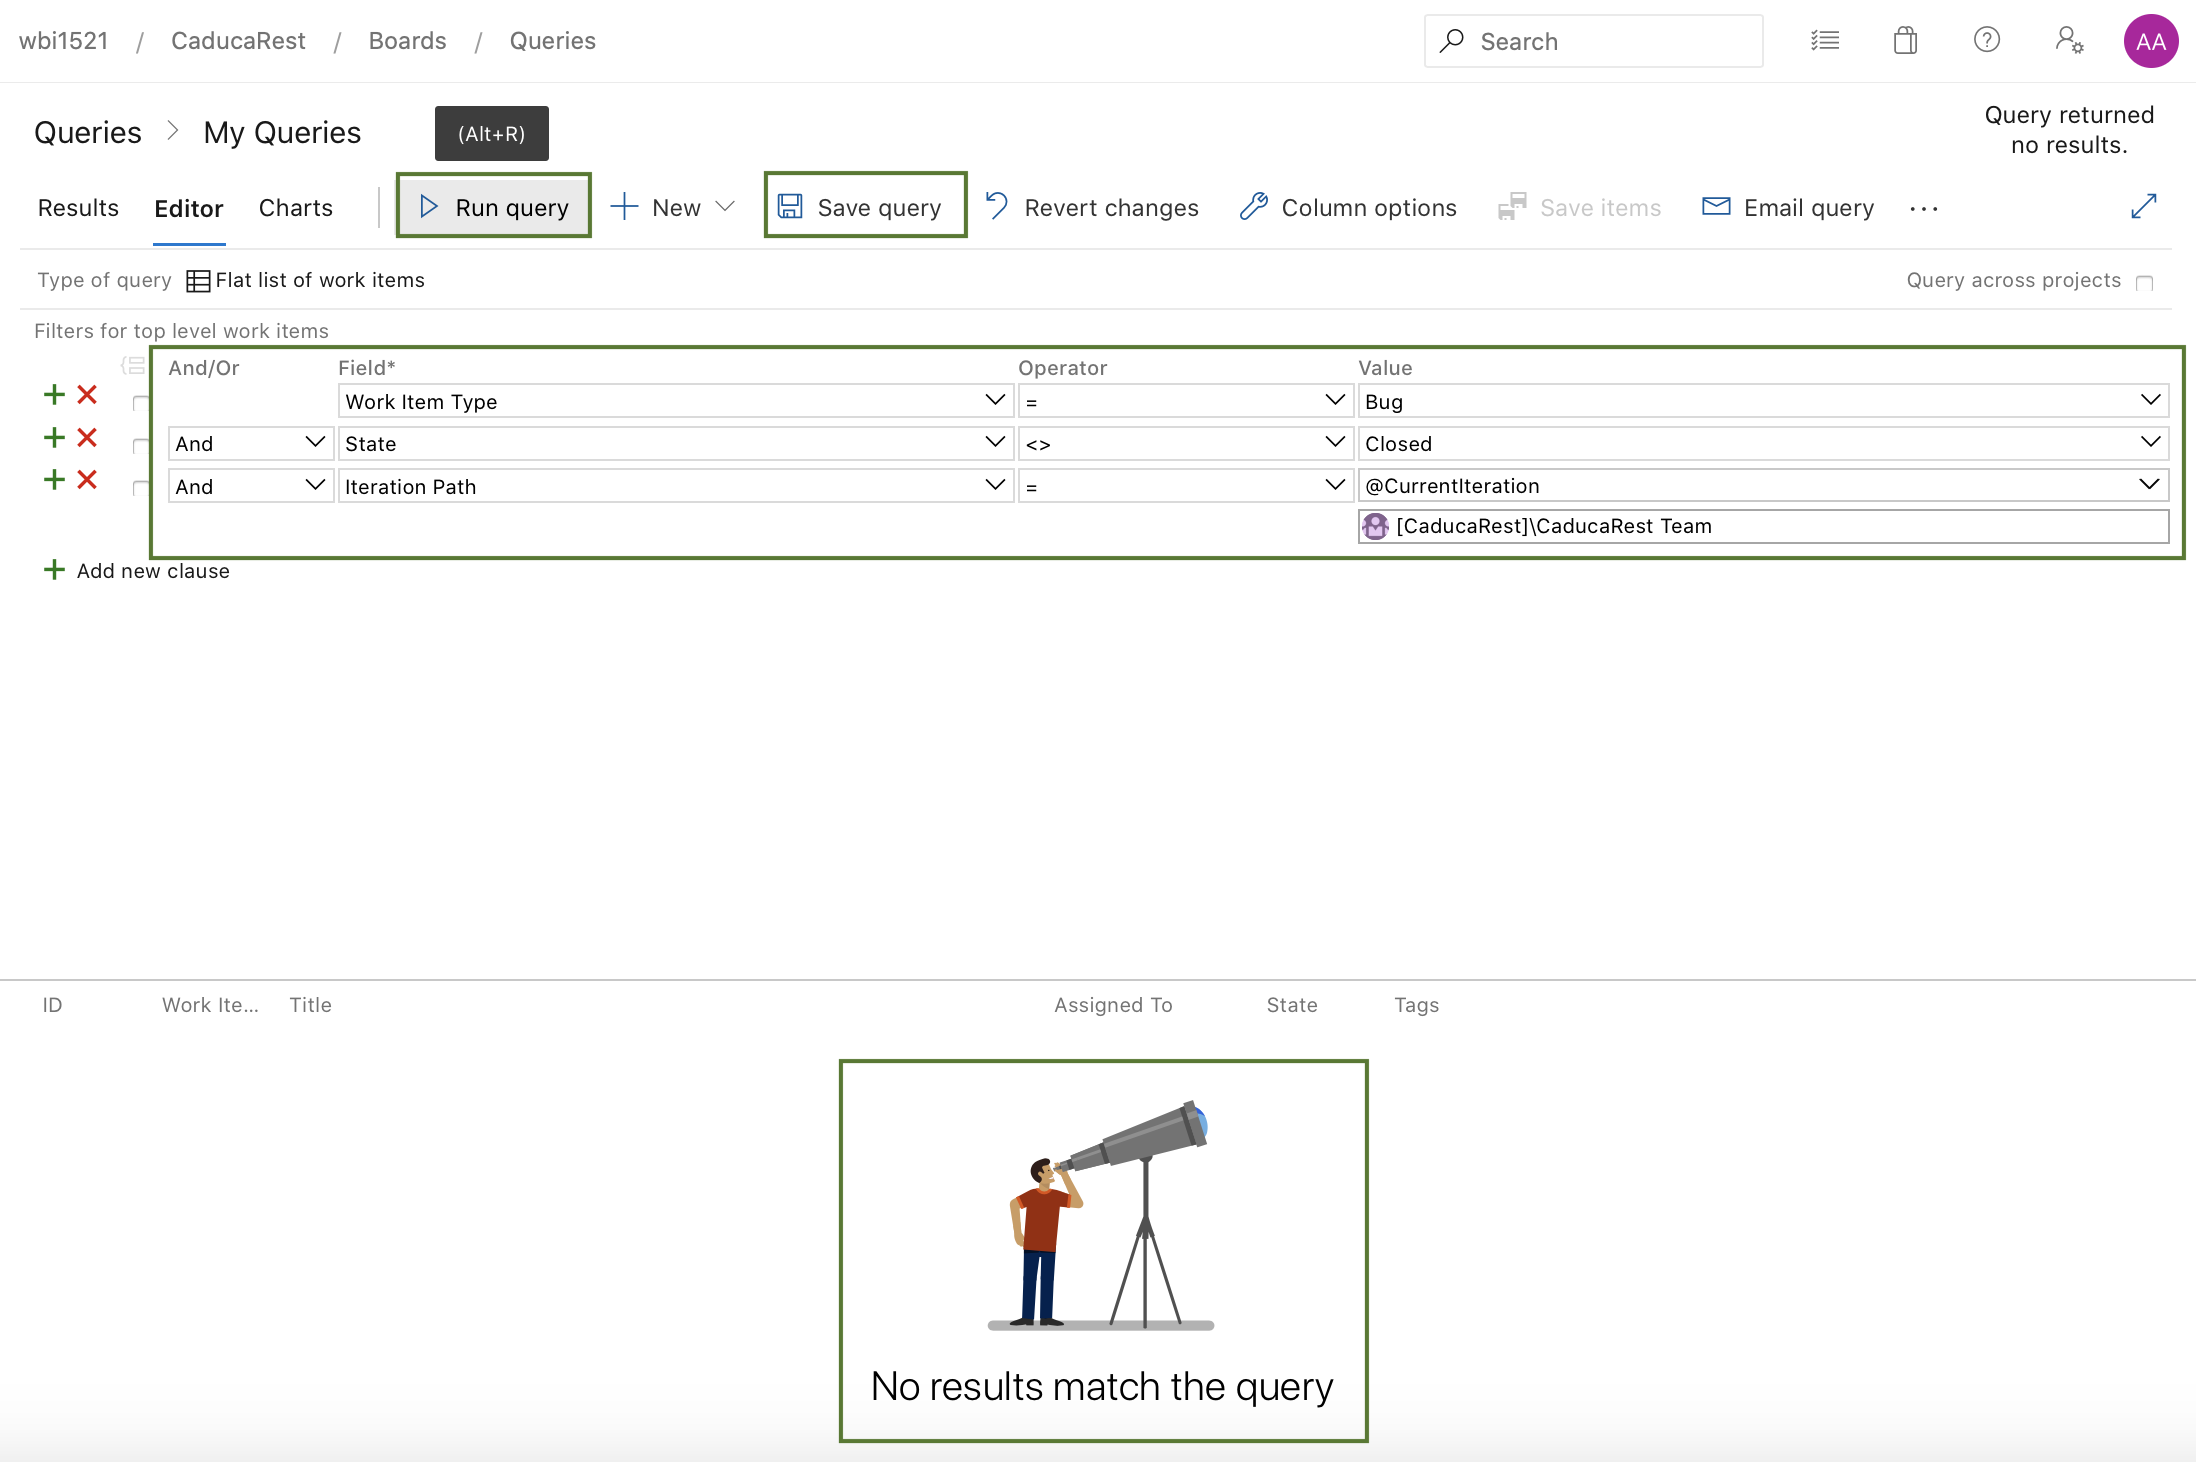 wbi1521 / CaducaRest / Boards / Queries
Search
AA
Queries > My Queries
(Alt+R)
Query returned
no results.
Results Editor Charts Run query New Save query Revert changes Column options Save items Email query ...
Type of query Flat list of work items
Query across projects
Filters for top level work items
And/Or Field* Operator Value
Work Item Type = Bug
And State <> Closed
And Iteration Path = @CurrentIteration
[CaducaRest]\CaducaRest Team
Add new clause
ID Work Ite... Title Assigned To State Tags
No results match the query